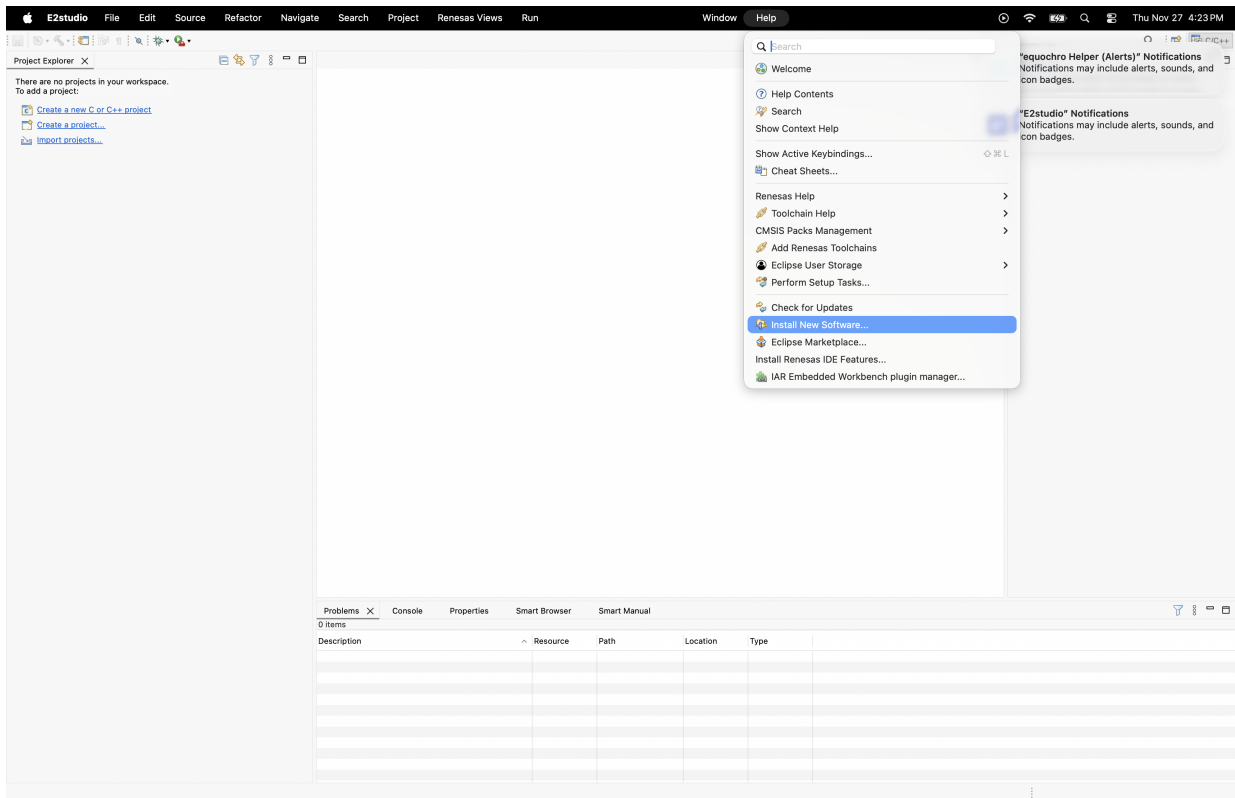 E2studio File Edit Source Refactor Navigate Search Project Renesas Views Run Window Help Thu Nov 27 4:23 PM
C/C++
Project Explorer
There are no projects in your workspace.
To add a project:
Create a new C or C++ project
Create a project...
Import projects...
Search
Welcome
Help Contents
Search
Show Context Help
Show Active Keybindings... ⇧⌘L
Cheat Sheets...
Renesas Help
Toolchain Help
CMSIS Packs Management
Add Renesas Toolchains
Eclipse User Storage
Perform Setup Tasks...
Check for Updates
Install New Software...
Eclipse Marketplace...
Install Renesas IDE Features...
IAR Embedded Workbench plugin manager...
"equochro Helper (Alerts)" Notifications
Notifications may include alerts, sounds, and
icon badges.
"E2studio" Notifications
Notifications may include alerts, sounds, and
icon badges.
Problems Console Properties Smart Browser Smart Manual
0 items
Description Resource Path Location Type